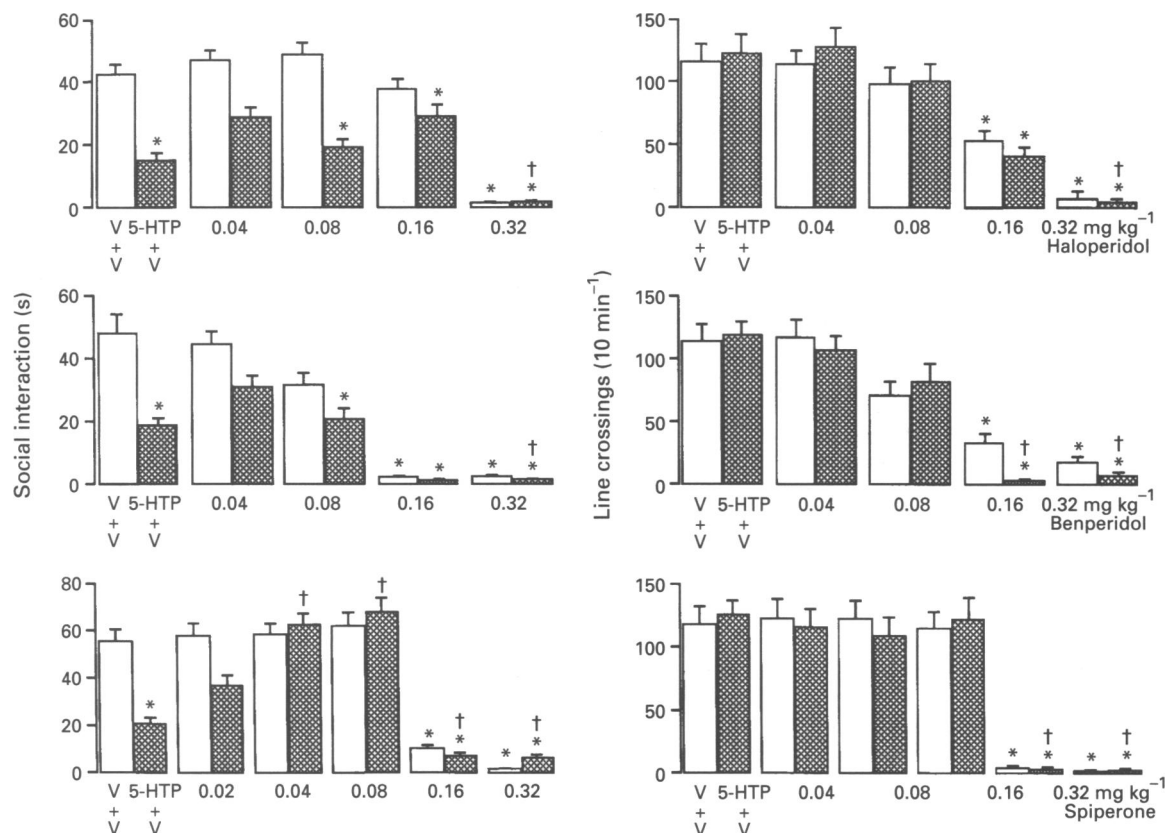 60
40
20
0
* * * * † *
V 5-HTP 0.04 0.08 0.16 0.32
+ +
V V
150
100
50
0
* * * † *
V 5-HTP 0.04 0.08 0.16 0.32 mg kg⁻¹
+ + Haloperidol
V V
Social interaction (s)
60
40
20
0
* * * * * † *
V 5-HTP 0.04 0.08 0.16 0.32
+ +
V V
Line crossings (10 min⁻¹)
150
100
50
0
* † * * † *
V 5-HTP 0.04 0.08 0.16 0.32 mg kg⁻¹
+ + Benperidol
V V
80
60
40
20
0
* † † * † * * † *
V 5-HTP 0.02 0.04 0.08 0.16 0.32
+ +
V V
150
100
50
0
* † * * † *
V 5-HTP 0.04 0.08 0.16 0.32 mg kg⁻¹
+ + Spiperone
V V